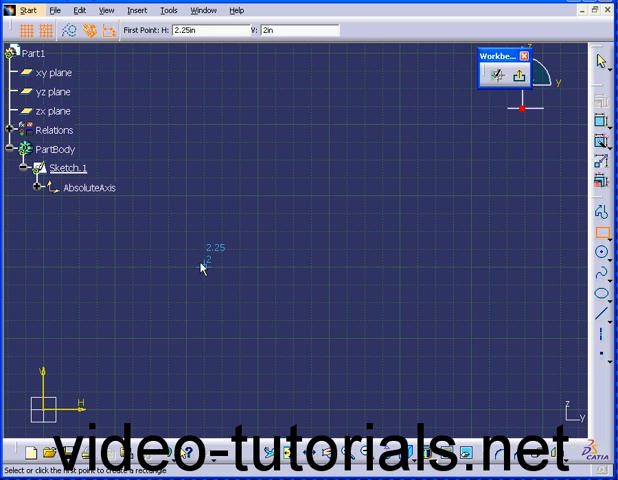 Start File Edit View Insert Tools Window Help
First Point: H: 2.25in V: 2in
Part1
xy plane
yz plane
zx plane
Relations
PartBody
Sketch.1
AbsoluteAxis
Workbe...
z
y
2.25
2
V
H
z
y
video-tutorials.net
CATIA
Select or click the first point to create a rectangle